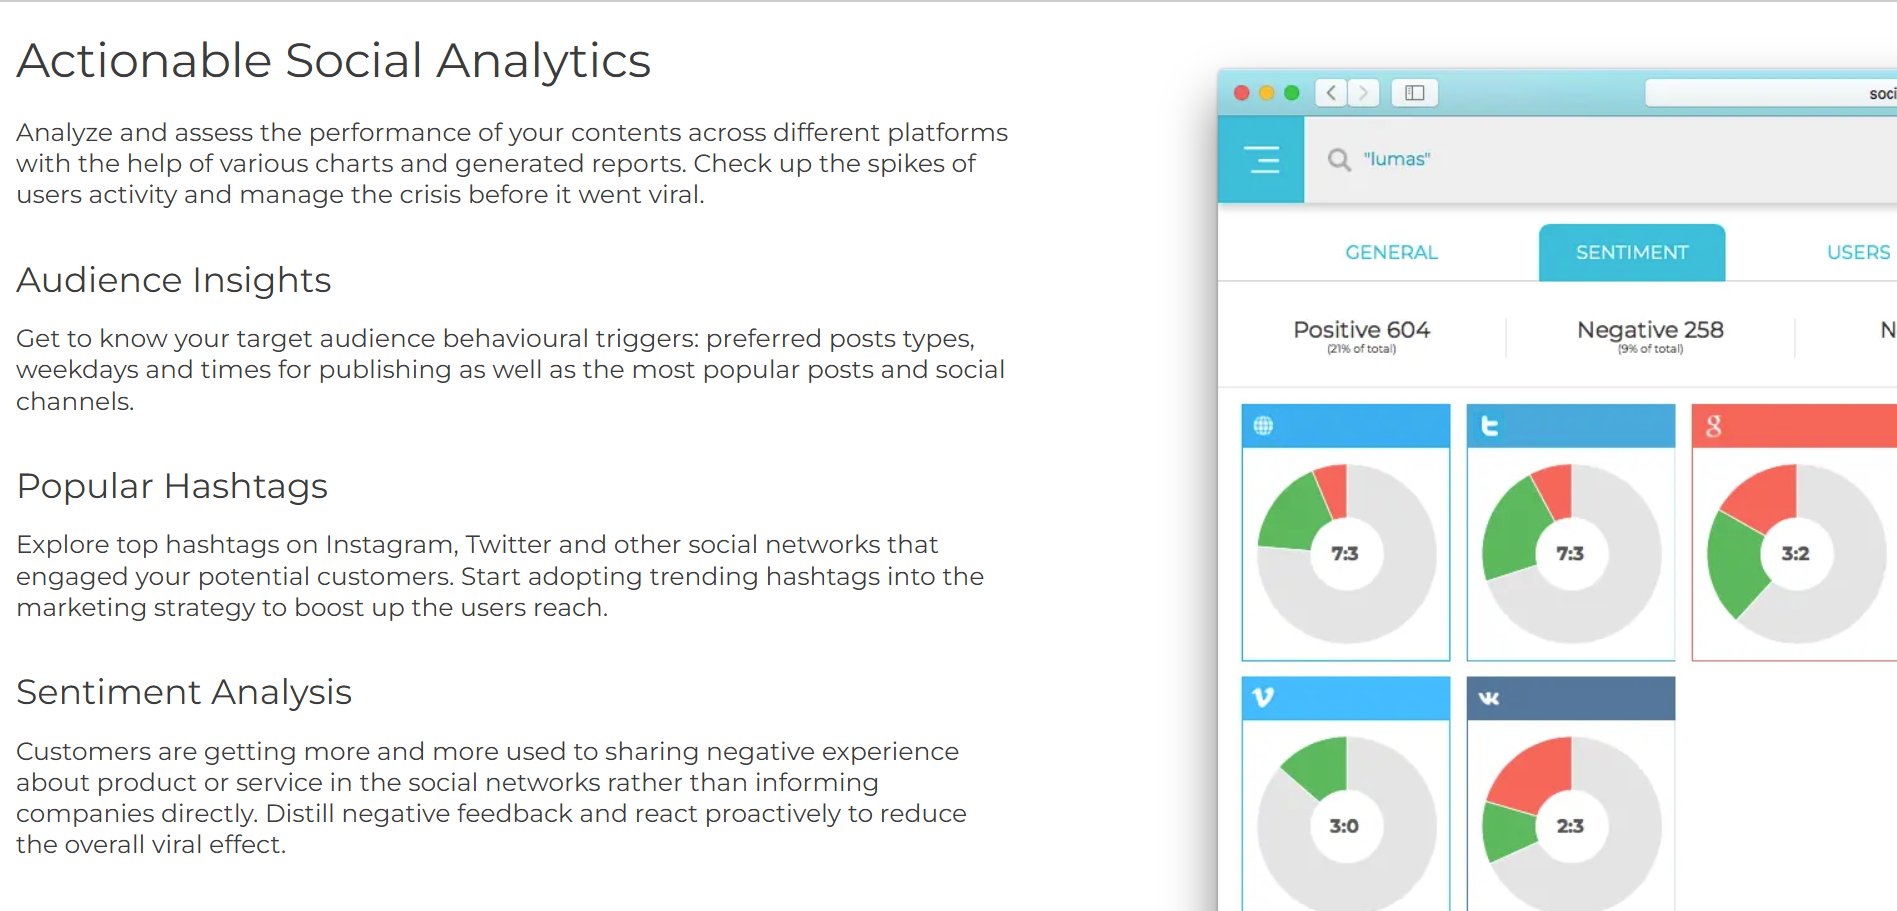 Actionable Social Analytics
Analyze and assess the performance of your contents across different platforms
with the help of various charts and generated reports. Check up the spikes of
users activity and manage the crisis before it went viral.
Audience Insights
Get to know your target audience behavioural triggers: preferred posts types,
weekdays and times for publishing as well as the most popular posts and social
channels.
Popular Hashtags
Explore top hashtags on Instagram, Twitter and other social networks that
engaged your potential customers. Start adopting trending hashtags into the
marketing strategy to boost up the users reach.
Sentiment Analysis
Customers are getting more and more used to sharing negative experience
about product or service in the social networks rather than informing
companies directly. Distill negative feedback and react proactively to reduce
the overall viral effect.
soci
"lumas"
GENERAL SENTIMENT USERS
Positive 604 Negative 258 N
(21% of total) (9% of total)
7:3 7:3 3:2
3:0 2:3